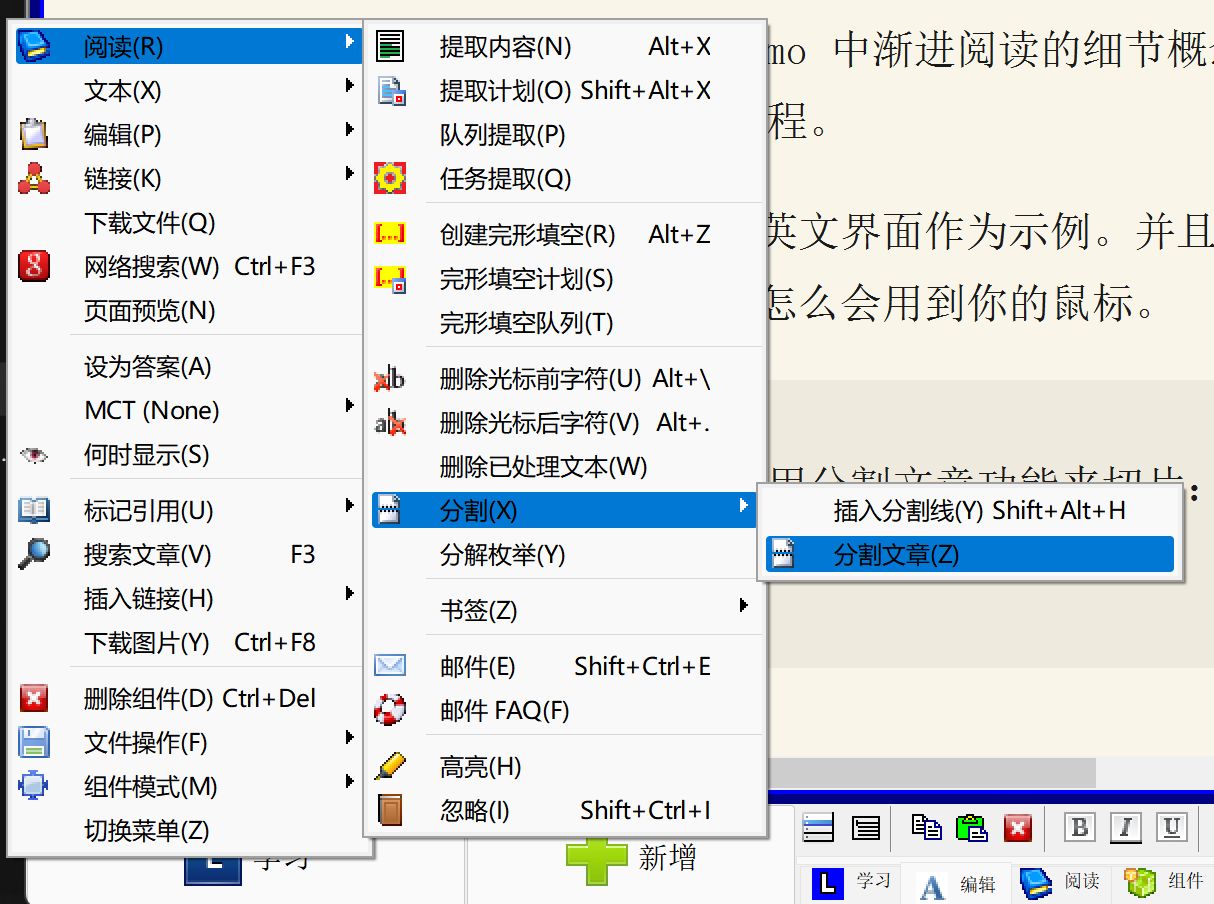 阅读(R)
文本(X)
编辑(P)
链接(K)
下载文件(Q)
网络搜索(W) Ctrl+F3
页面预览(N)
设为答案(A)
MCT (None)
何时显示(S)
标记引用(U)
搜索文章(V) F3
插入链接(H)
下载图片(Y) Ctrl+F8
删除组件(D) Ctrl+Del
文件操作(F)
组件模式(M)
切换菜单(Z)
提取内容(N) Alt+X
提取计划(O) Shift+Alt+X
队列提取(P)
任务提取(Q)
创建完形填空(R) Alt+Z
完形填空计划(S)
完形填空队列(T)
删除光标前字符(U) Alt+\
删除光标后字符(V) Alt+.
删除已处理文本(W)
分割(X)
分解枚举(Y)
书签(Z)
邮件(E) Shift+Ctrl+E
邮件 FAQ(F)
高亮(H)
忽略(I) Shift+Ctrl+I
插入分割线(Y) Shift+Alt+H
分割文章(Z)
mo 中渐进阅读的细节概
程。
英文界面作为示例。并且
怎么会用到你的鼠标。
用分割文章功能来切片：
学习
新增
B I U
L 学习 A 编辑 阅读 组件